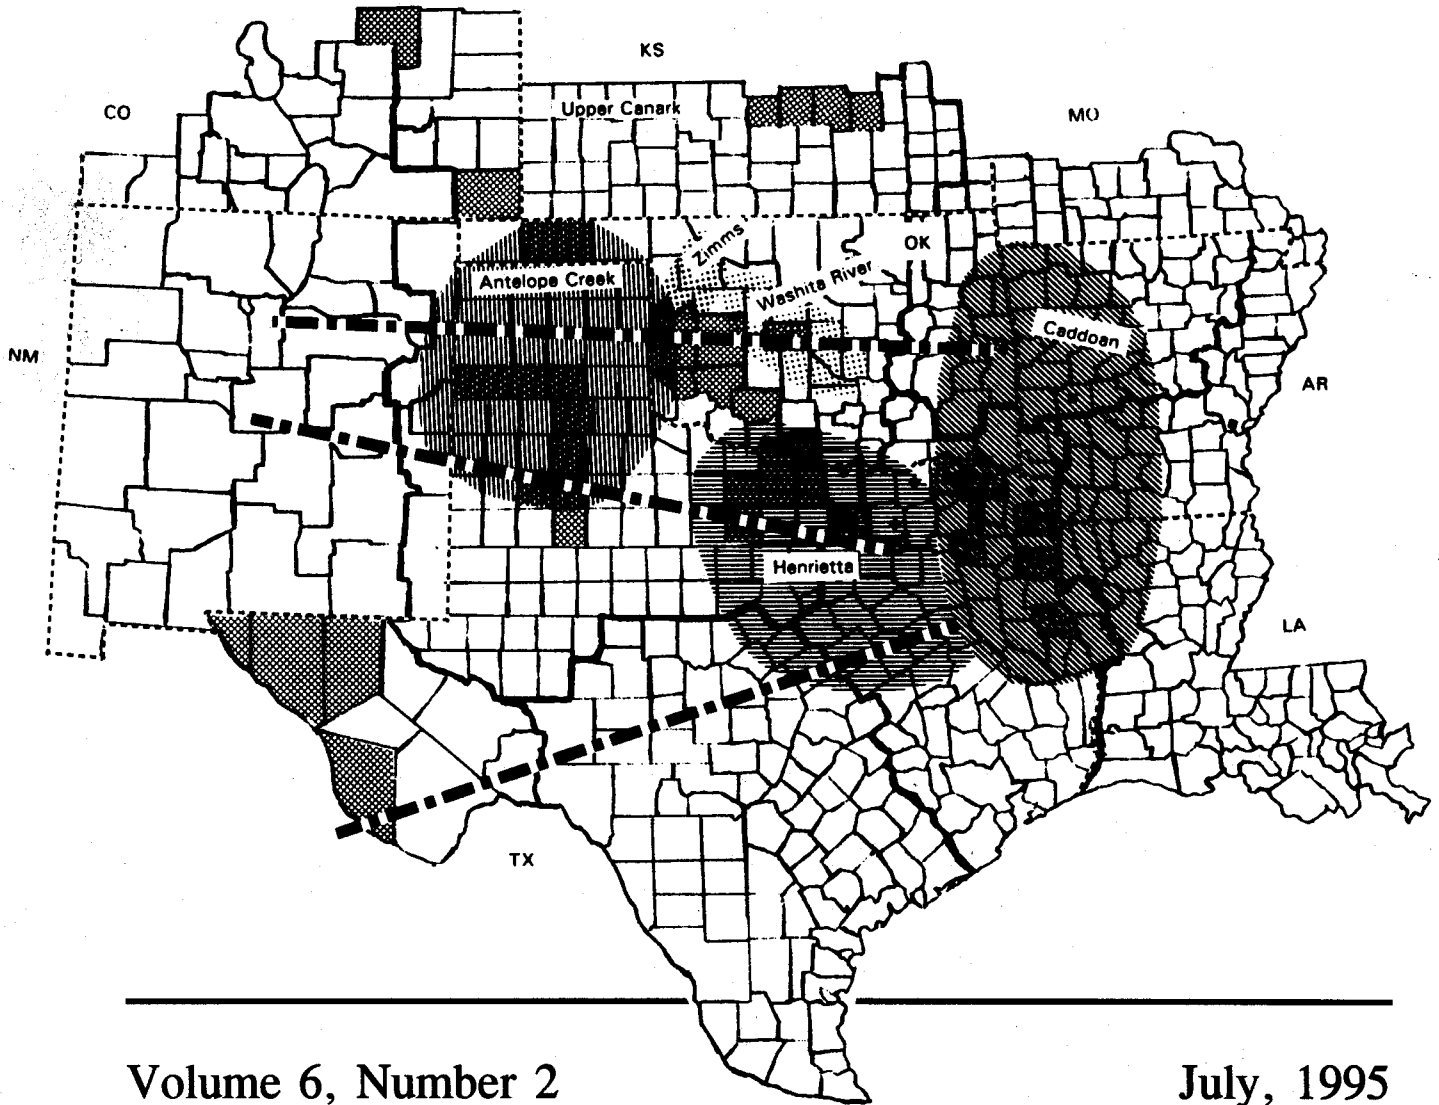 KS
CO
Upper Canark
MO
Zimms
OK
Antelope Creek
Washita River
Caddoan
NM
AR
Henrietta
LA
TX
Volume 6, Number 2
July, 1995